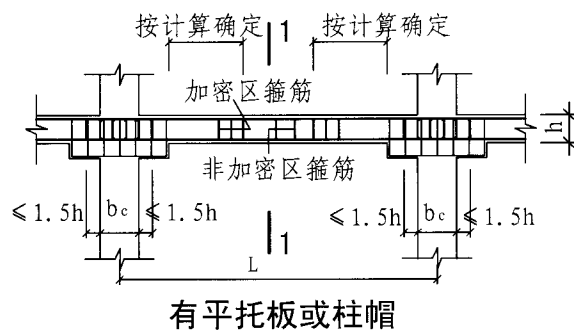 按计算确定 1 按计算确定
加密区箍筋
h
非加密区箍筋
≤1.5h bc ≤1.5h ≤1.5h bc ≤1.5h
1
L
有平托板或柱帽